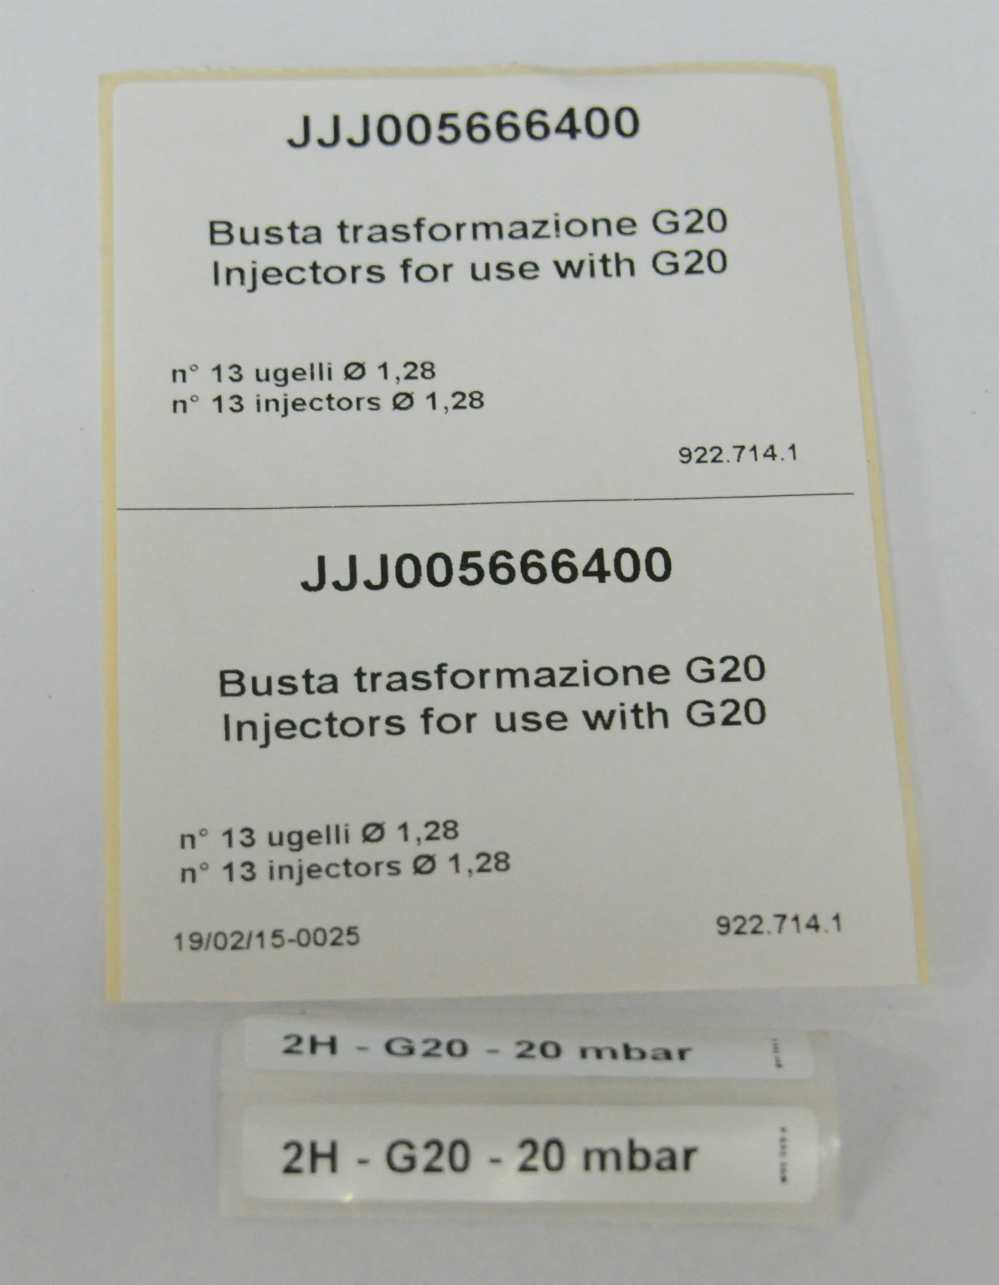 JJJ005666400
Busta trasformazione G20
Injectors for use with G20
n° 13 ugelli Ø 1,28
n° 13 injectors Ø 1,28
922.714.1
JJJ005666400
Busta trasformazione G20
Injectors for use with G20
n° 13 ugelli Ø 1,28
n° 13 injectors Ø 1,28
19/02/15-0025
922.714.1
2H - G20 - 20 mbar
2H - G20 - 20 mbar